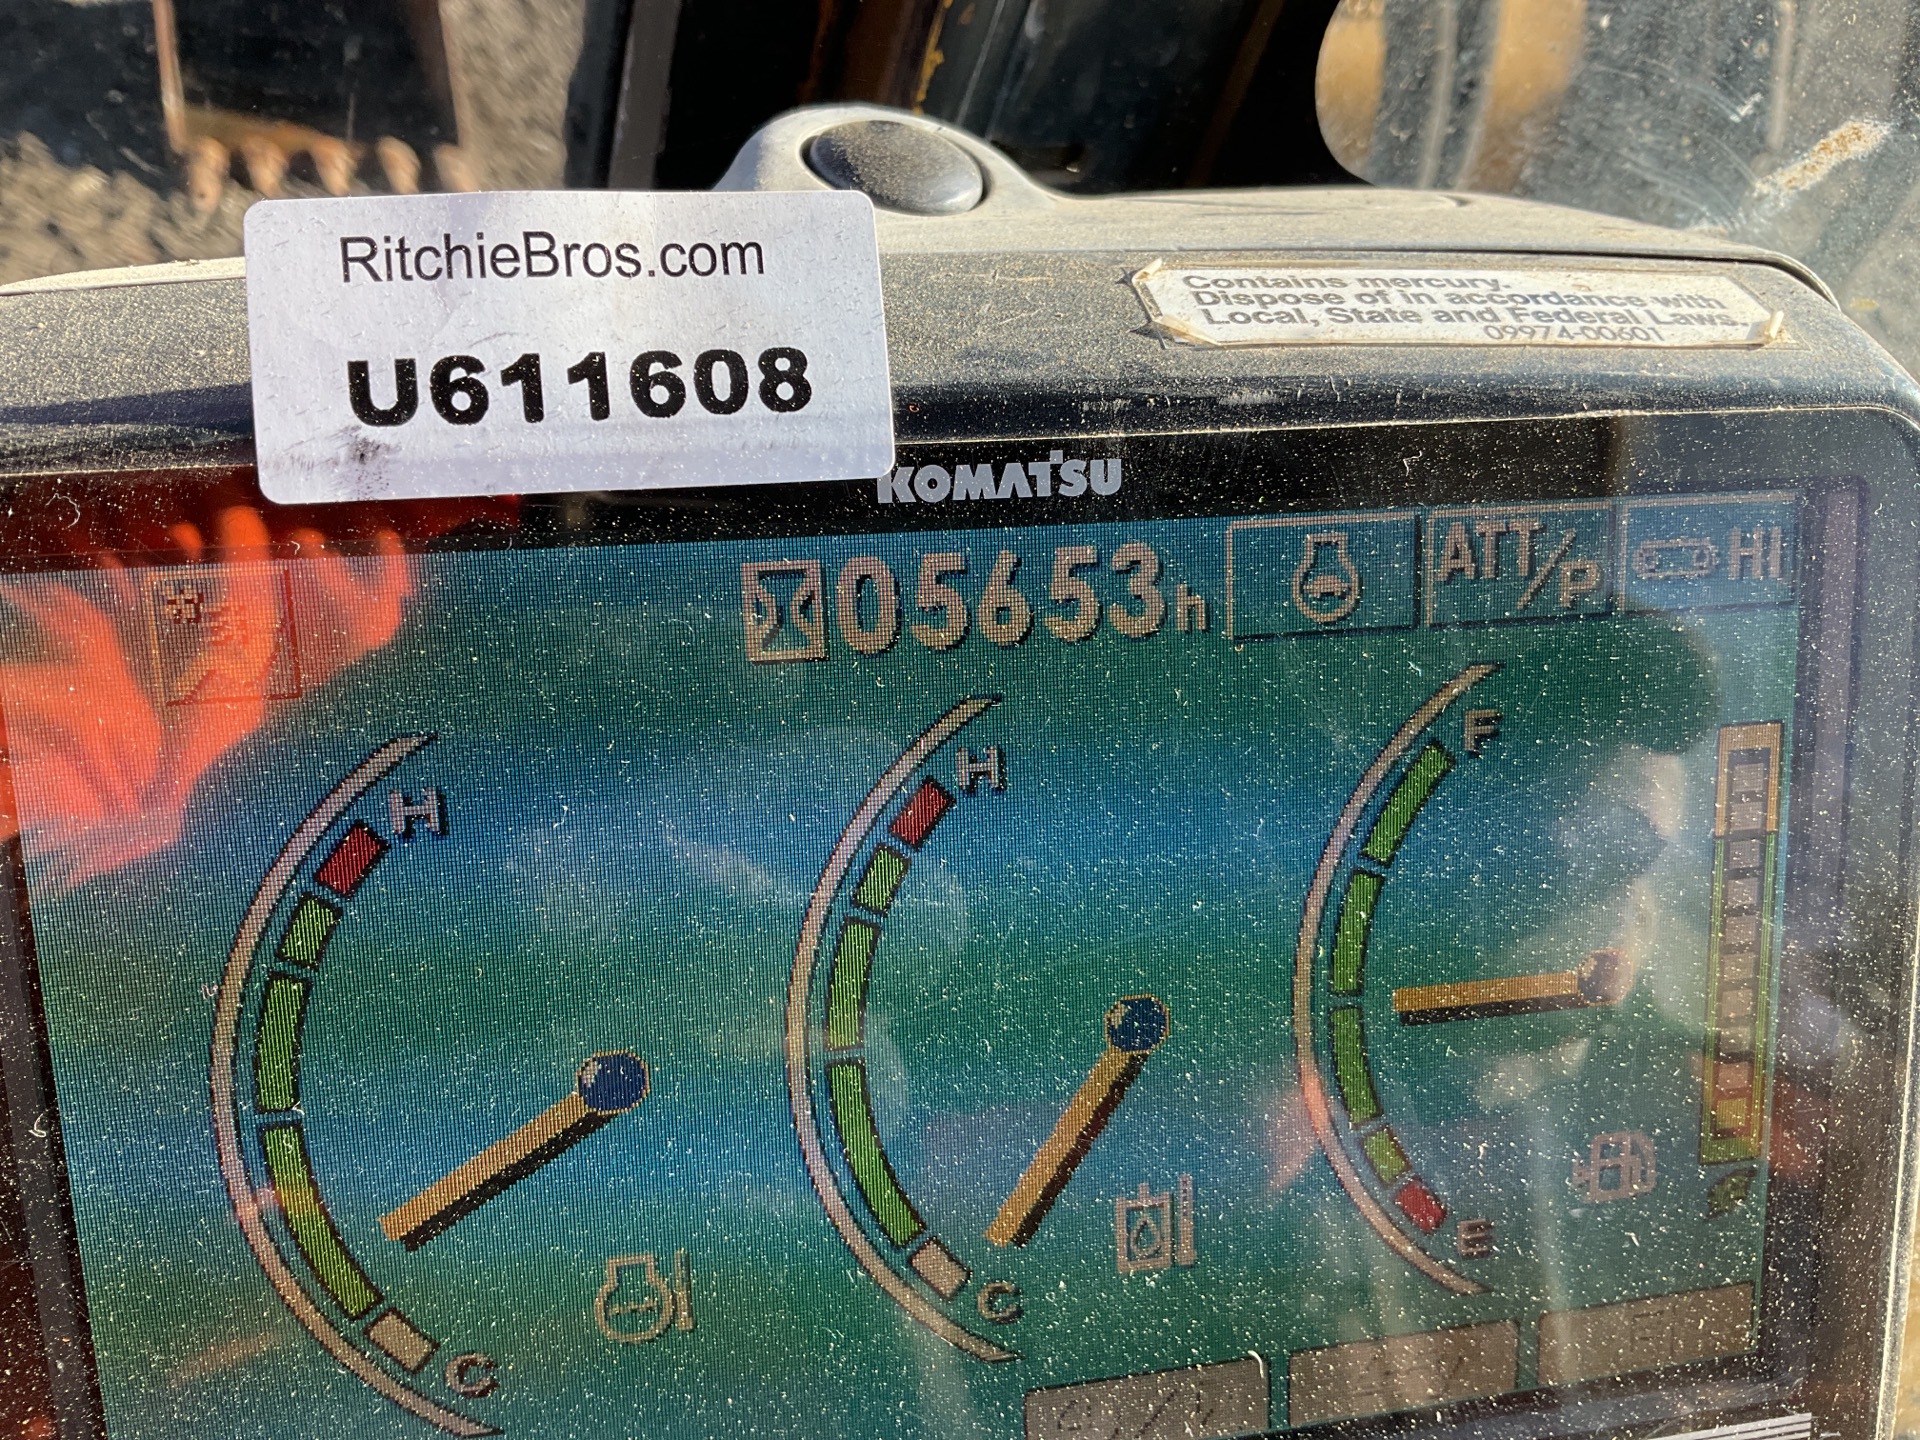 RitchieBros.com
U611608
Contains mercury.
Dispose of in accordance with
Local, State and Federal Laws.
09974-00601
KOMATSU
05653h
ATT/P
HI
H
H
F
C
C
E